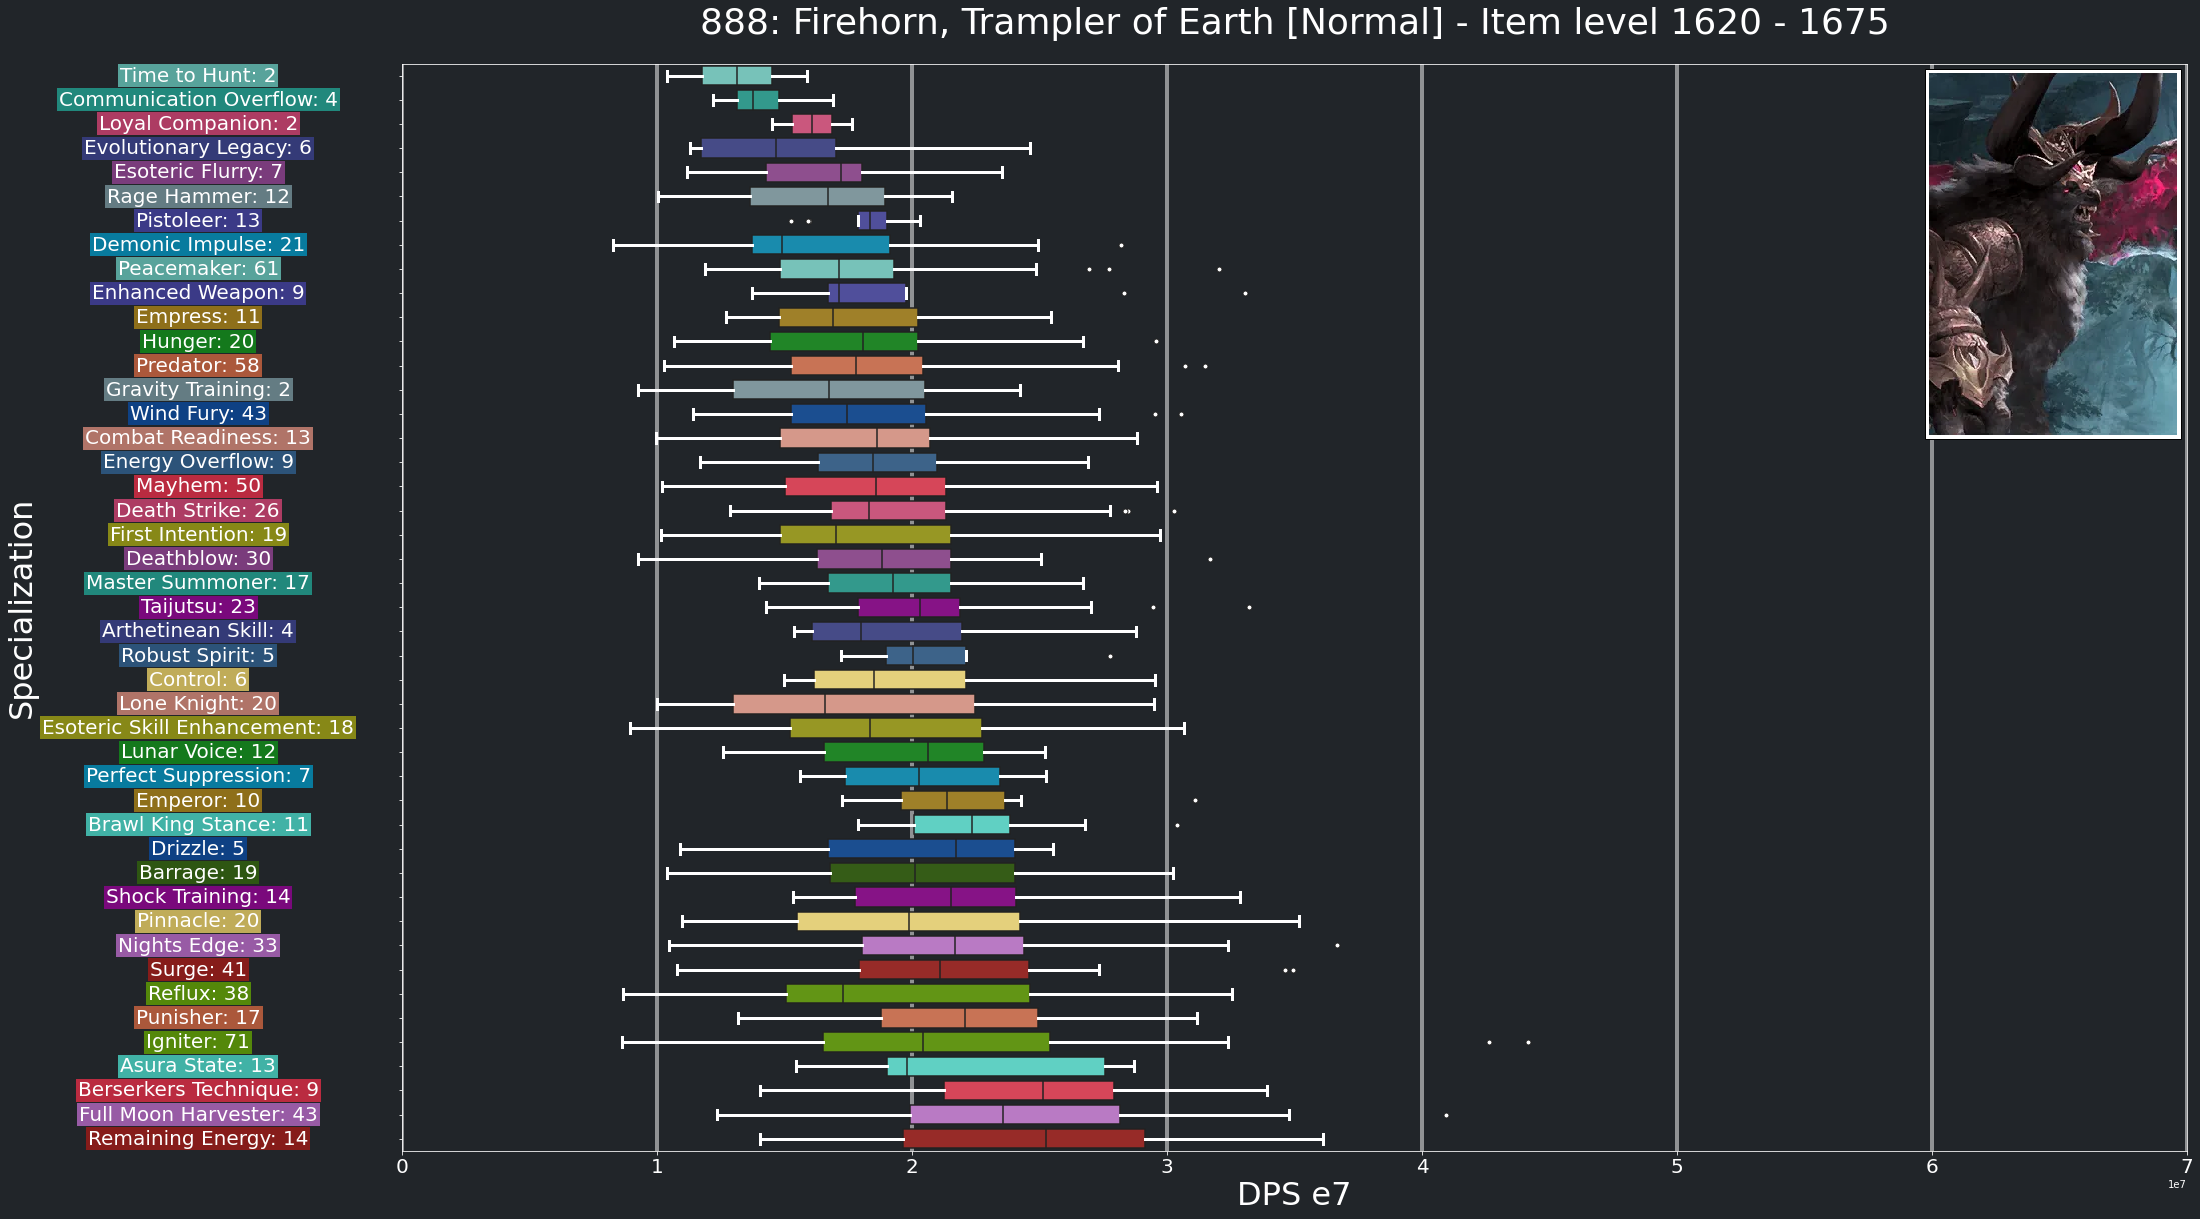 888: Firehorn, Trampler of Earth [Normal] - Item level 1620 - 1675
Specialization
Time to Hunt: 2
Communication Overflow: 4
Loyal Companion: 2
Evolutionary Legacy: 6
Esoteric Flurry: 7
Rage Hammer: 12
Pistoleer: 13
Demonic Impulse: 21
Peacemaker: 61
Enhanced Weapon: 9
Empress: 11
Hunger: 20
Predator: 58
Gravity Training: 2
Wind Fury: 43
Combat Readiness: 13
Energy Overflow: 9
Mayhem: 50
Death Strike: 26
First Intention: 19
Deathblow: 30
Master Summoner: 17
Taijutsu: 23
Arthetinean Skill: 4
Robust Spirit: 5
Control: 6
Lone Knight: 20
Esoteric Skill Enhancement: 18
Lunar Voice: 12
Perfect Suppression: 7
Emperor: 10
Brawl King Stance: 11
Drizzle: 5
Barrage: 19
Shock Training: 14
Pinnacle: 20
Nights Edge: 33
Surge: 41
Reflux: 38
Punisher: 17
Igniter: 71
Asura State: 13
Berserkers Technique: 9
Full Moon Harvester: 43
Remaining Energy: 14
0 1 2 3 4 5 6 7
1e7
DPS e7